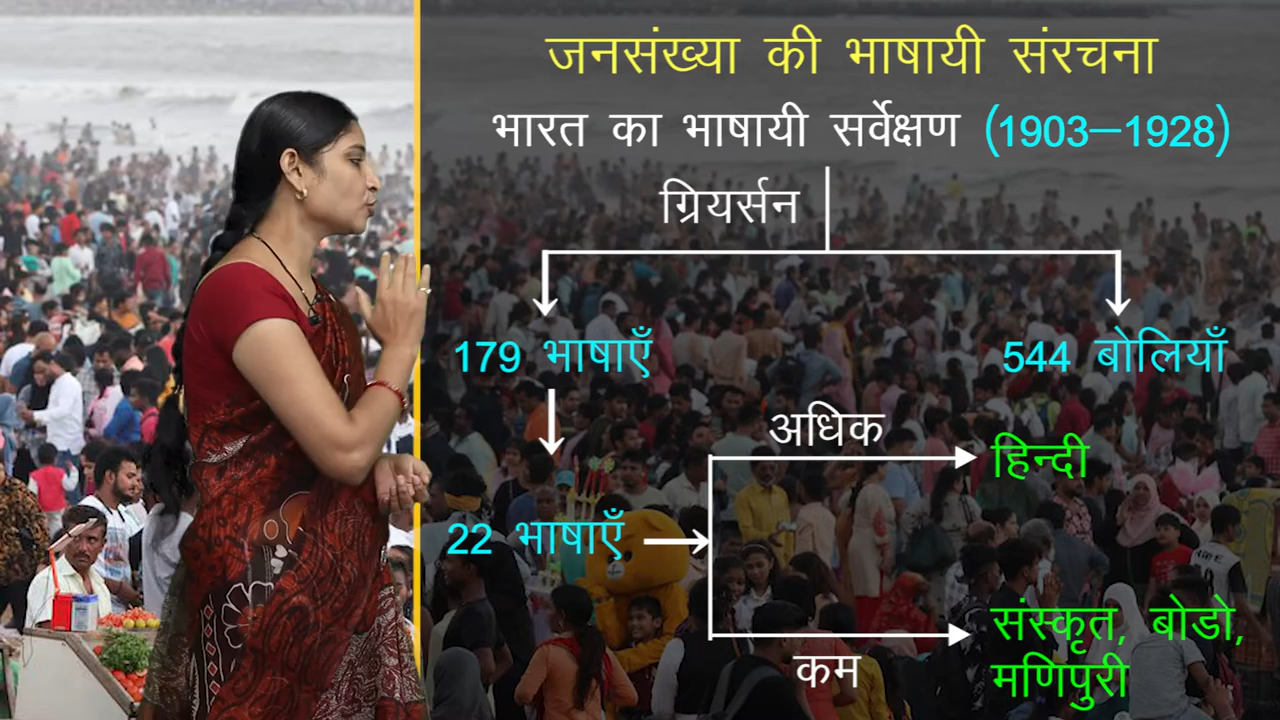 जनसंख्या की भाषायी संरचना
भारत का भाषायी सर्वेक्षण (1903–1928)
ग्रियर्सन
179 भाषाएँ
544 बोलियाँ
अधिक
हिन्दी
22 भाषाएँ
संस्कृत, बोडो,
मणिपुरी
कम